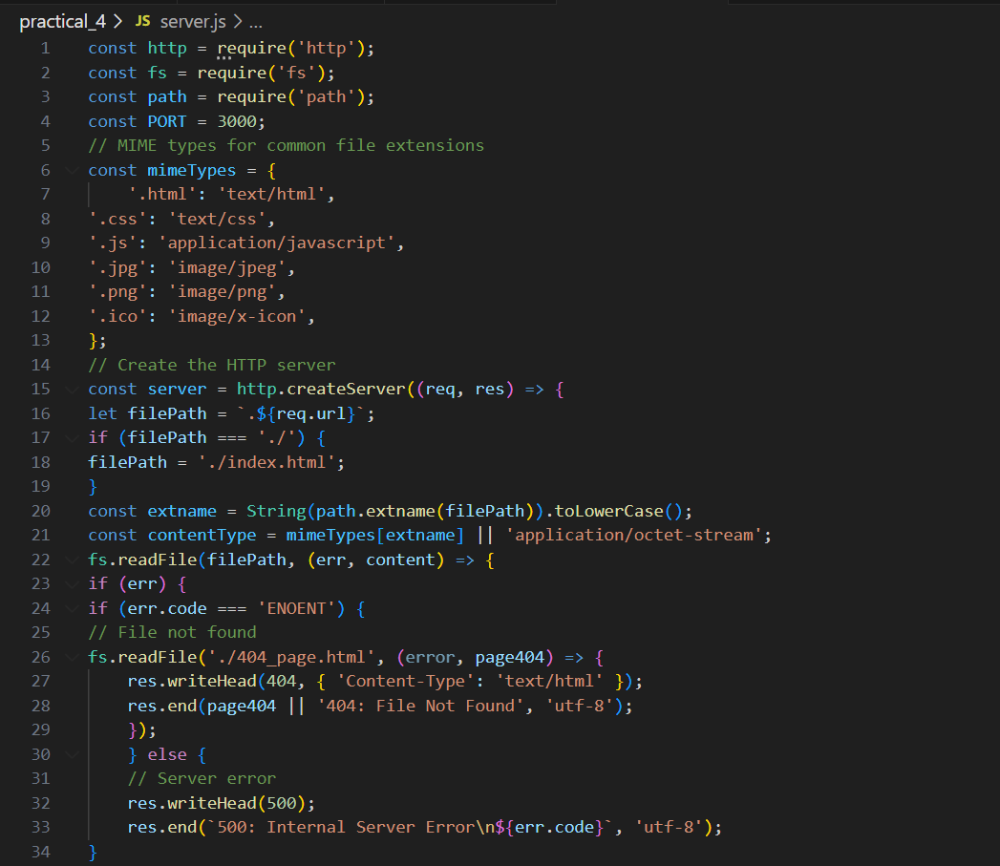 practical_4 > JS server.js > ...
1 const http = require('http');
2 const fs = require('fs');
3 const path = require('path');
4 const PORT = 3000;
5 // MIME types for common file extensions
6 const mimeTypes = {
7     '.html': 'text/html',
8 '.css': 'text/css',
9 '.js': 'application/javascript',
10 '.jpg': 'image/jpeg',
11 '.png': 'image/png',
12 '.ico': 'image/x-icon',
13 };
14 // Create the HTTP server
15 const server = http.createServer((req, res) => {
16 let filePath = `.${req.url}`;
17 if (filePath === './') {
18 filePath = './index.html';
19 }
20 const extname = String(path.extname(filePath)).toLowerCase();
21 const contentType = mimeTypes[extname] || 'application/octet-stream';
22 fs.readFile(filePath, (err, content) => {
23 if (err) {
24 if (err.code === 'ENOENT') {
25 // File not found
26 fs.readFile('./404_page.html', (error, page404) => {
27     res.writeHead(404, { 'Content-Type': 'text/html' });
28     res.end(page404 || '404: File Not Found', 'utf-8');
29     });
30     } else {
31     // Server error
32     res.writeHead(500);
33     res.end(`500: Internal Server Error\n${err.code}`, 'utf-8');
34 }